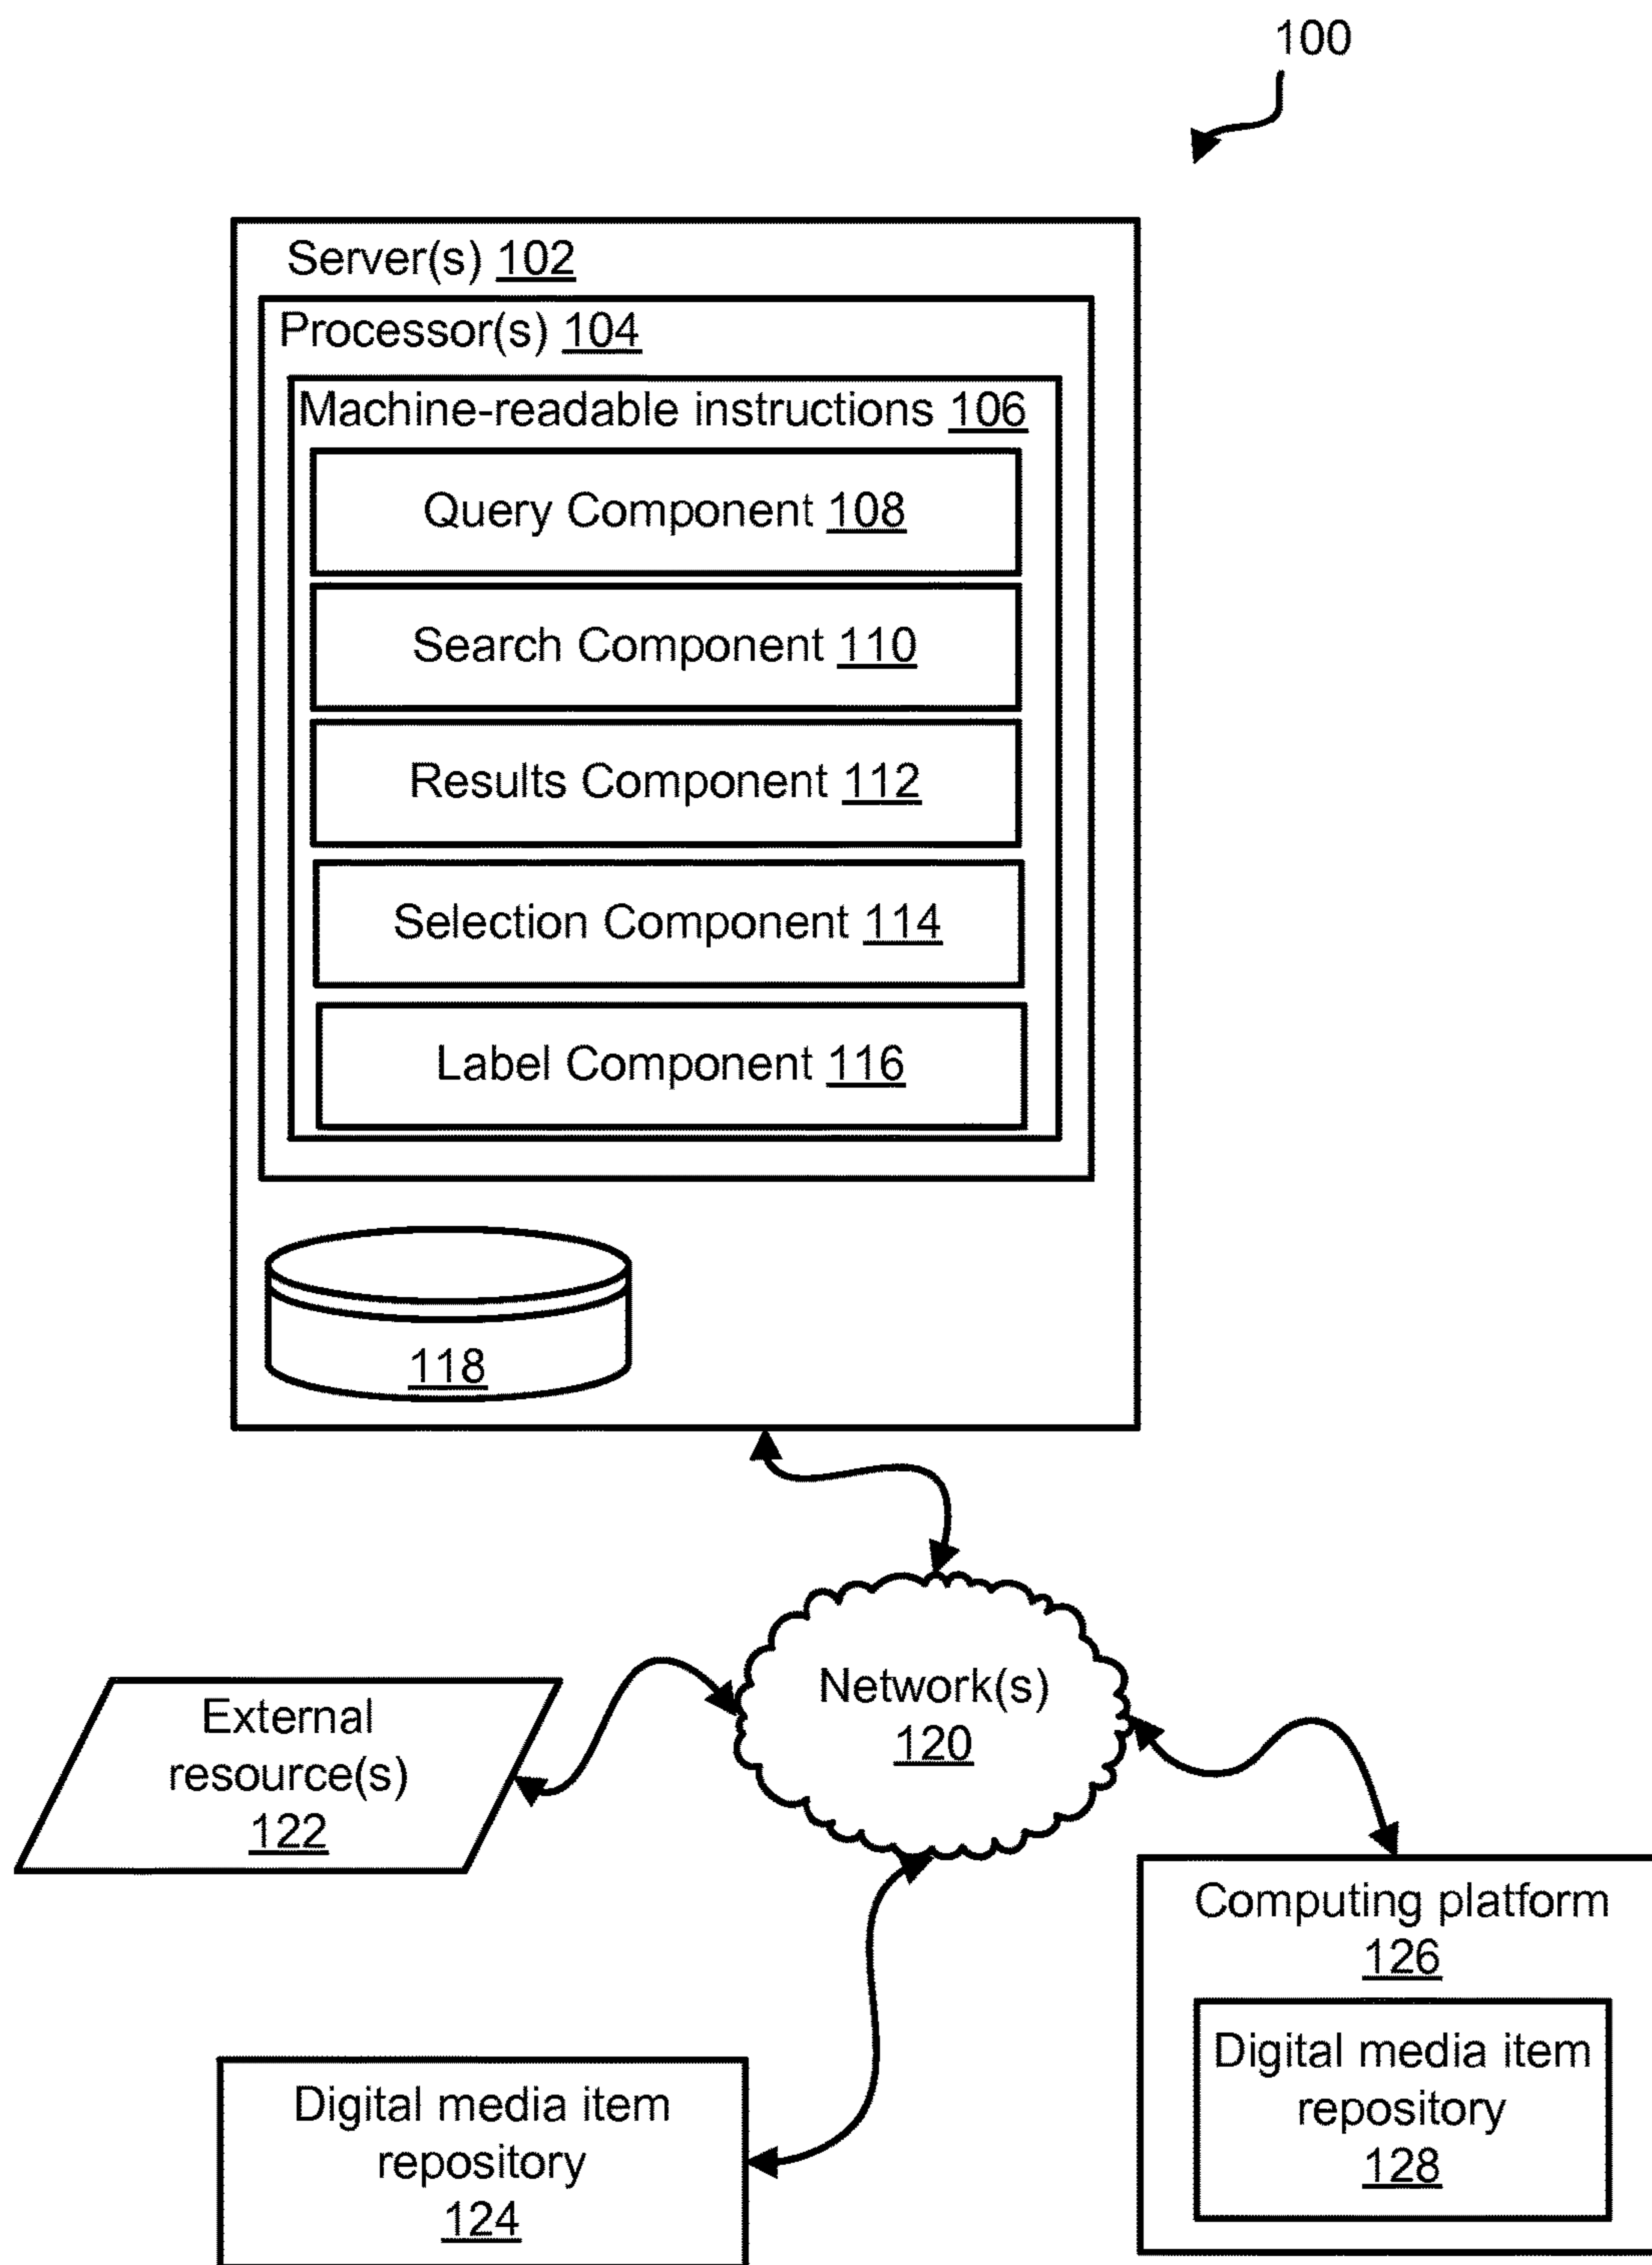 100
Server(s) 102
Processor(s) 104
Machine-readable instructions 106
Query Component 108
Search Component 110
Results Component 112
Selection Component 114
Label Component 116
118
Network(s)
120
External
resource(s)
122
Computing platform
126
Digital media item
repository
128
Digital media item
repository
124